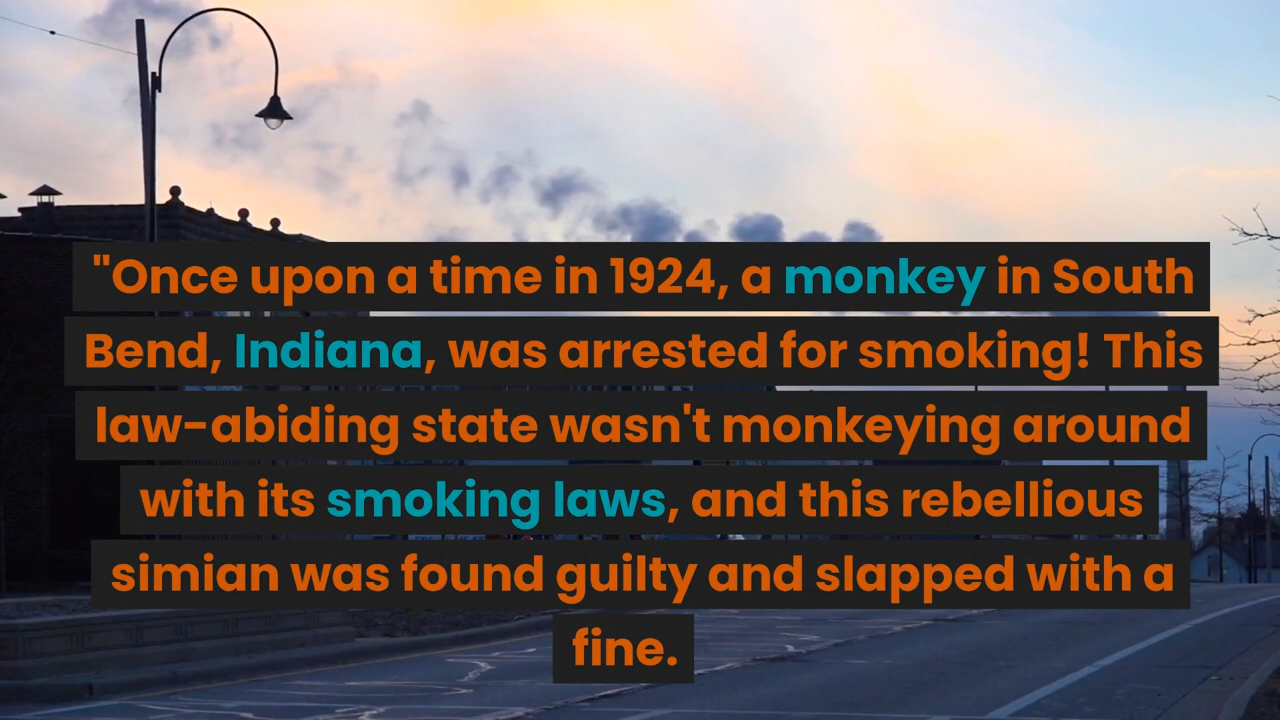 "Once upon a time in 1924, a monkey in South
Bend, Indiana, was arrested for smoking! This
law-abiding state wasn't monkeying around
with its smoking laws, and this rebellious
simian was found guilty and slapped with a
fine.